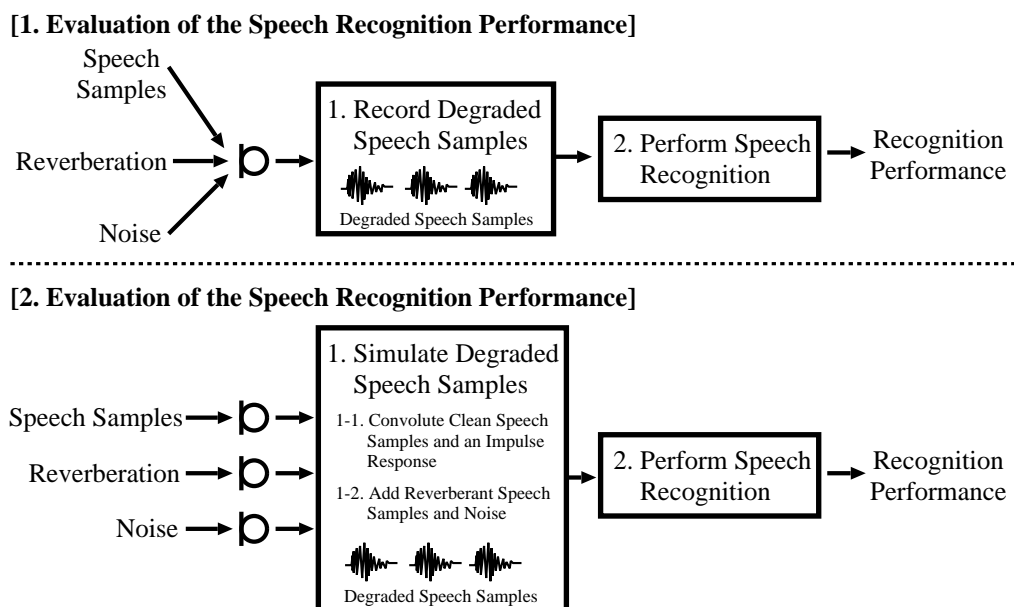 [1. Evaluation of the Speech Recognition Performance]
Speech
Samples
Reverberation
Noise
1. Record Degraded
Speech Samples
Degraded Speech Samples
2. Perform Speech
Recognition
Recognition
Performance
[2. Evaluation of the Speech Recognition Performance]
Speech Samples
Reverberation
Noise
1. Simulate Degraded
Speech Samples
1-1. Convolute Clean Speech
Samples and an Impulse
Response
1-2. Add Reverberant Speech
Samples and Noise
Degraded Speech Samples
2. Perform Speech
Recognition
Recognition
Performance